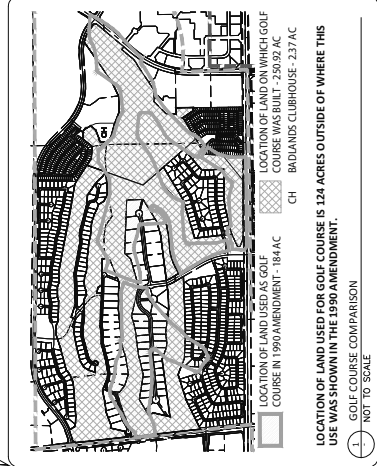 CH
LOCATION OF LAND USED AS GOLF
COURSE IN 1990 AMENDMENT - 184 AC
LOCATION OF LAND ON WHICH GOLF
COURSE WAS BUILT - 250.92 AC
CH BADLANDS CLUBHOUSE - 2.37 AC
LOCATION OF LAND USED FOR GOLF COURSE IS 124 ACRES OUTSIDE OF WHERE THIS
USE WAS SHOWN IN THE 1990 AMENDMENT.
1
-
GOLF COURSE COMPARISON
NOT TO SCALE